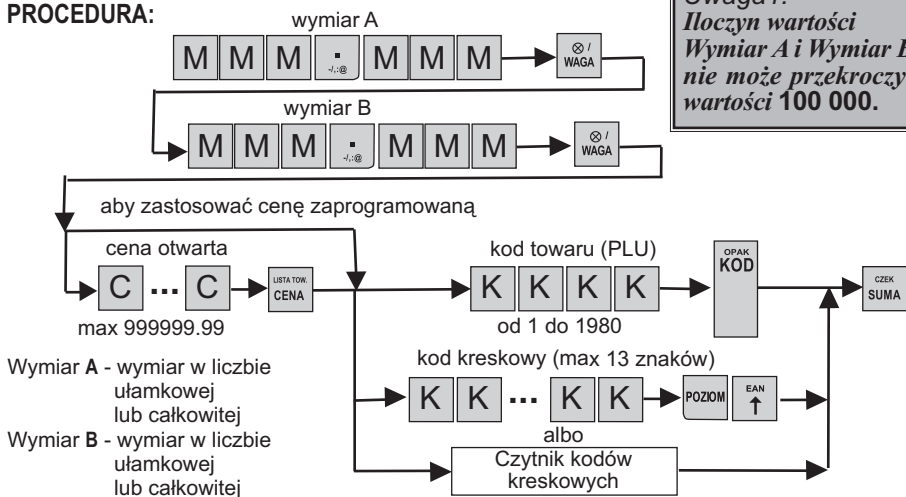 PROCEDURA:
wymiar A
M M M . -/,:@ M M M
⊗ / WAGA
Uwaga !:
Iloczyn wartości
Wymiar A i Wymiar B
nie może przekroczy
wartości 100 000.
wymiar B
M M M . -/,:@ M M M
⊗ / WAGA
aby zastosować cenę zaprogramowaną
cena otwarta
C ... C
LISTA TOW.
CENA
max 999999.99
kod towaru (PLU)
K K K K
OPAK
KOD
CZEK
SUMA
od 1 do 1980
kod kreskowy (max 13 znaków)
K K ... K K
POZIOM
EAN
↑
albo
Czytnik kodów
kreskowych
Wymiar A - wymiar w liczbie
ułamkowej
lub całkowitej
Wymiar B - wymiar w liczbie
ułamkowej
lub całkowitej